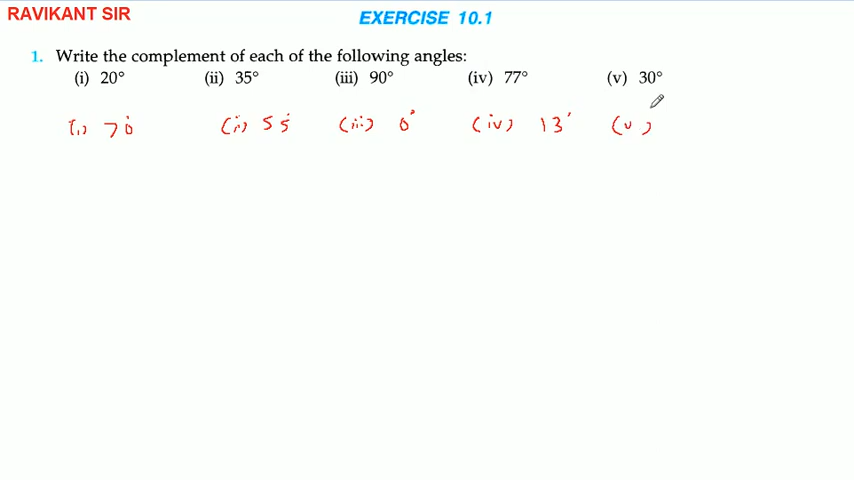 RAVIKANT SIR
EXERCISE 10.1
1. Write the complement of each of the following angles:
(i) 20° (ii) 35° (iii) 90° (iv) 77° (v) 30°
(i) 70° (ii) 55° (iii) 0° (iv) 13° (v)